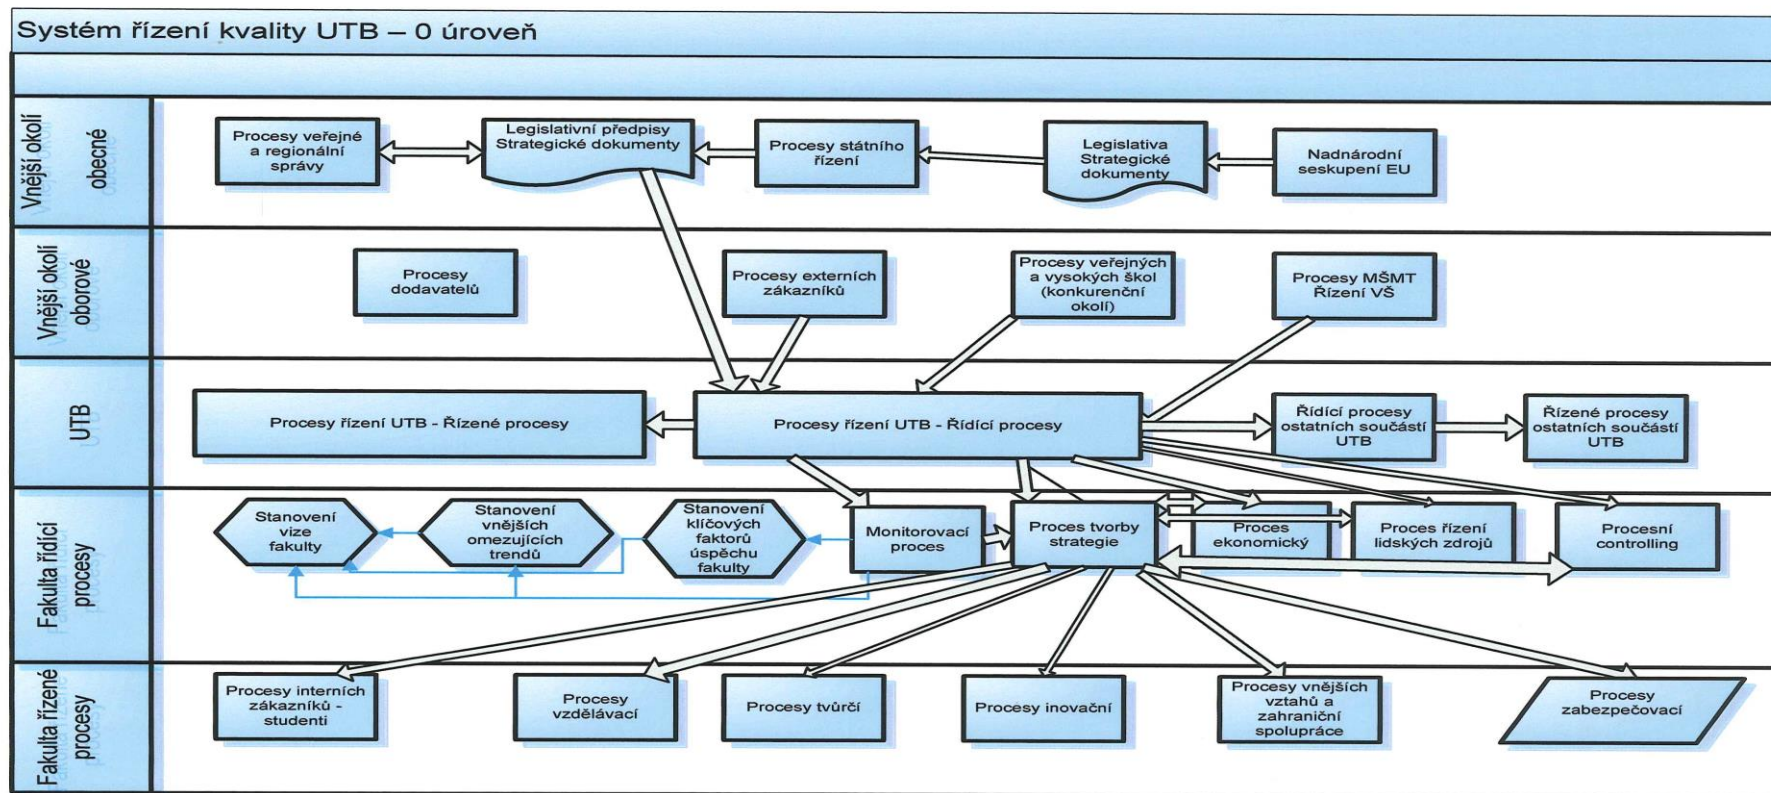 Systém řízení kvality UTB – 0 úroveň
Vnější okolí
obecné
Procesy veřejné
a regionální
správy
Legislativní předpisy
Strategické dokumenty
Procesy státního
řízení
Legislativa
Strategické
dokumenty
Nadnárodní
seskupení EU
Vnější okolí
oborové
Procesy
dodavatelů
Procesy externích
zákazníků
Procesy veřejných
a vysokých škol
(konkurenční
okolí)
Procesy MŠMT
Řízení VŠ
UTB
Procesy řízení UTB - Řízené procesy
Procesy řízení UTB - Řídící procesy
Řídící procesy
ostatních součástí
UTB
Řízené procesy
ostatních součástí
UTB
Fakulta řídící
procesy
Stanovení
vize
fakulty
Stanovení
vnějších
omezujících
trendů
Stanovení
klíčových
faktorů
úspěchu
fakulty
Monitorovací
proces
Proces tvorby
strategie
Proces
ekonomický
Proces řízení
lidských zdrojů
Procesní
controlling
Fakulta řízené
procesy
Procesy interních
zákazníků -
studenti
Procesy
vzdělávací
Procesy tvůrčí
Procesy inovační
Procesy vnějších
vztahů a
zahraniční
spolupráce
Procesy
zabezpečovací